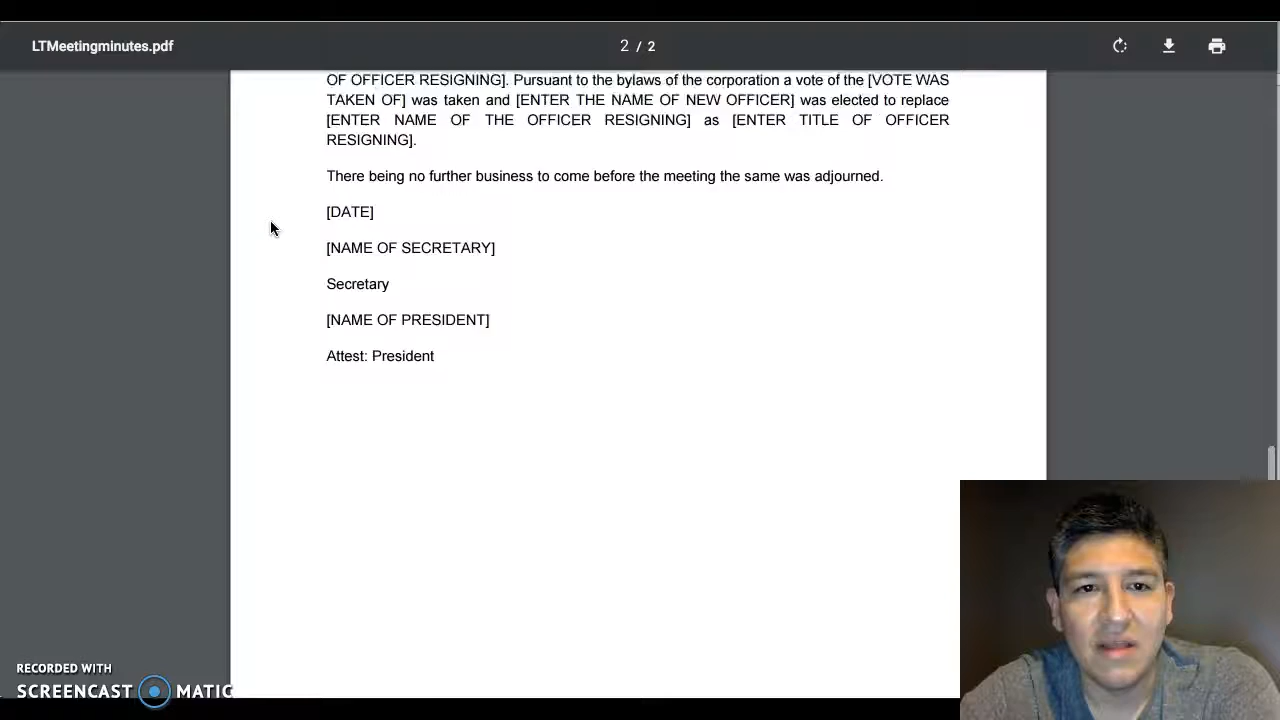 LTMeetingminutes.pdf
2 / 2
OF OFFICER RESIGNING]. Pursuant to the bylaws of the corporation a vote of the [VOTE WAS
TAKEN OF] was taken and [ENTER THE NAME OF NEW OFFICER] was elected to replace
[ENTER NAME OF THE OFFICER RESIGNING] as [ENTER TITLE OF OFFICER
RESIGNING].
There being no further business to come before the meeting the same was adjourned.
[DATE]
[NAME OF SECRETARY]
Secretary
[NAME OF PRESIDENT]
Attest: President
RECORDED WITH
SCREENCAST MATIC